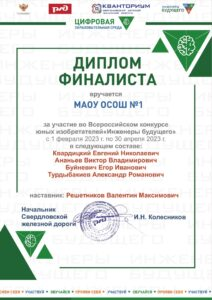 РЖД
КВАНТОРИУМ
ЦИФРОВАЯ
ОБРАЗОВАТЕЛЬНАЯ СРЕДА
ДИПЛОМ
ФИНАЛИСТА
вручается
МАОУ ОСОШ №1
за участие во Всероссийском конкурсе
юных изобретателей«Инженеры будущего»
с 1 февраля 2023 г. по 30 апреля 2023 г.
в следующем составе:
Квардицкий Евгений Николаевич
Ананьев Виктор Владимирович
Буйневич Егор Иванович
Турдыбакиев Александр Романович
наставник: Решетников Валентин Максимович
Начальник
Свердловской
железной дороги
И.Н. Колесников